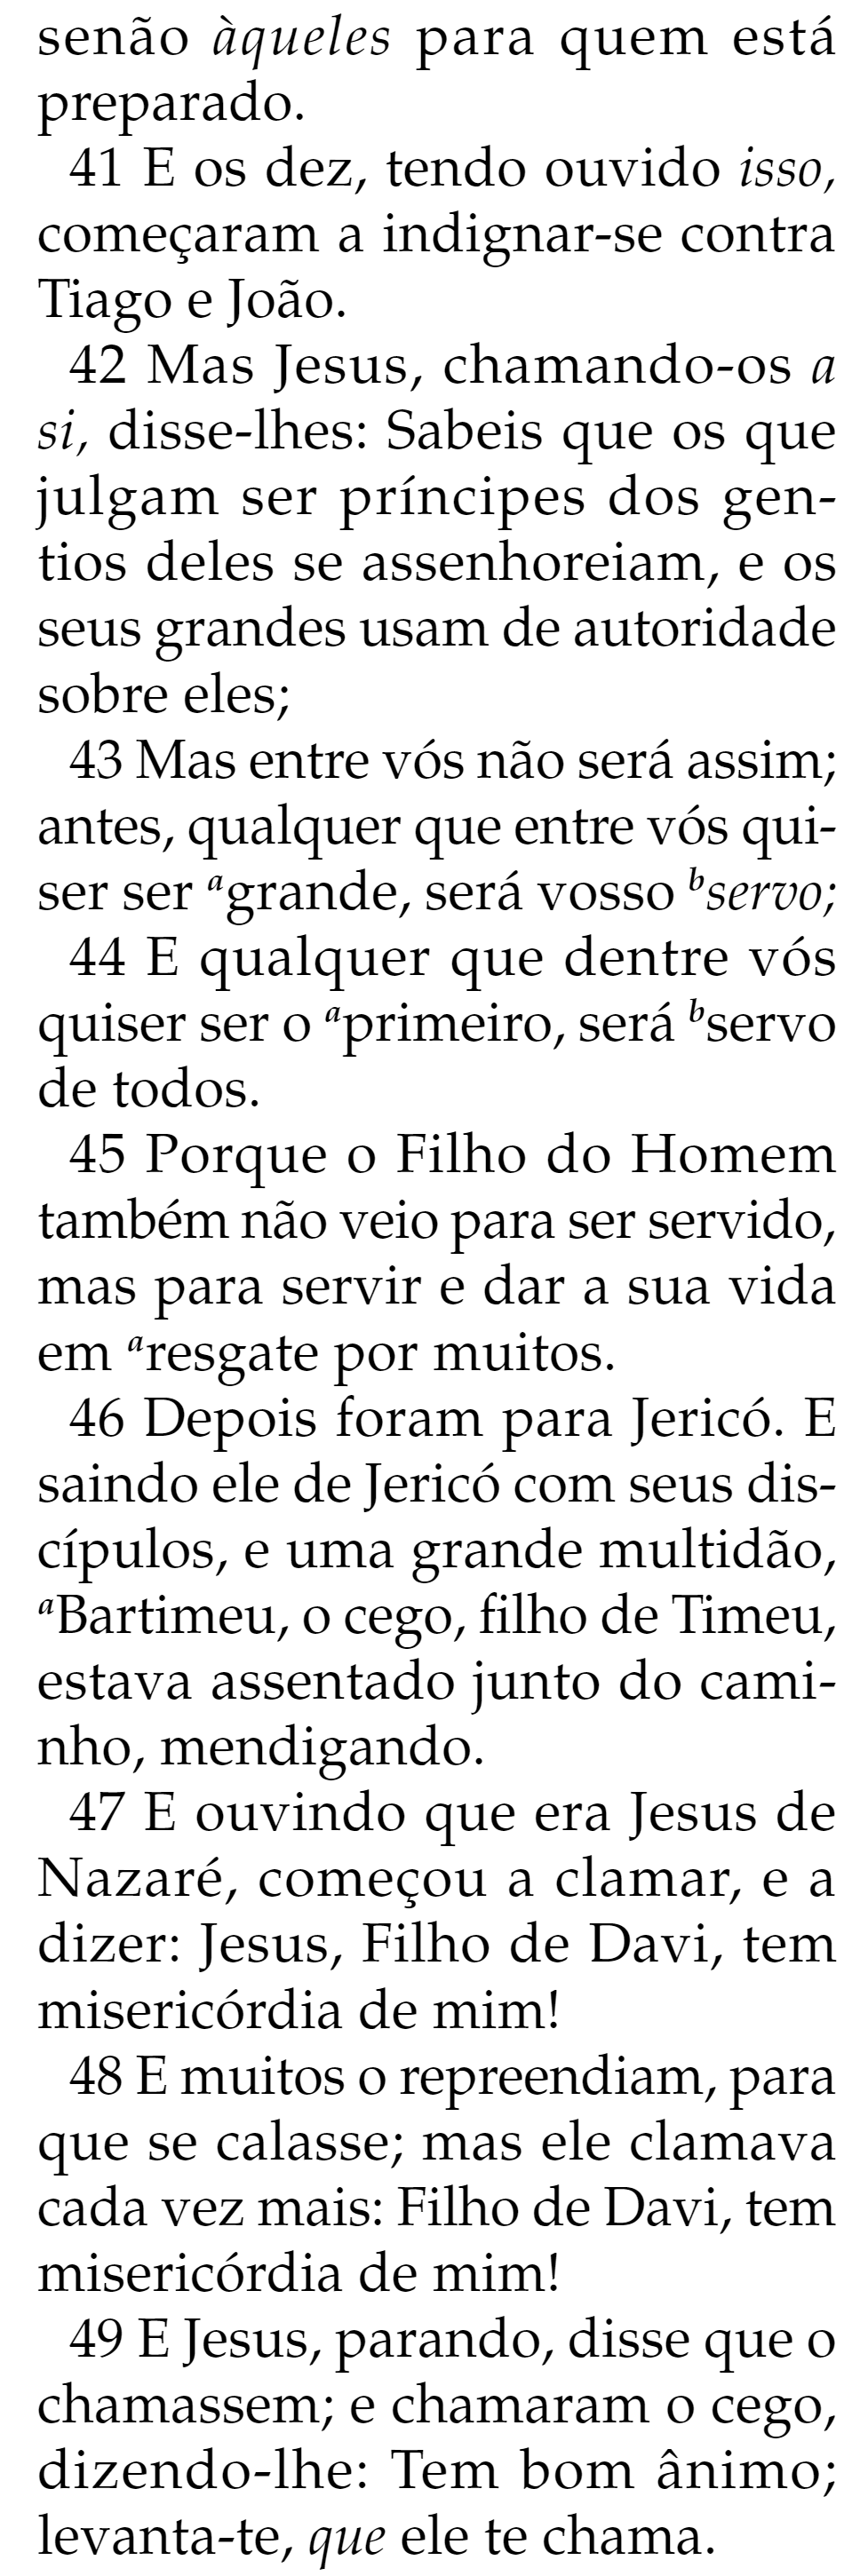 senão àqueles para quem está
preparado.
41 E os dez, tendo ouvido isso,
começaram a indignar-se contra
Tiago e João.
42 Mas Jesus, chamando-os a
si, disse-lhes: Sabeis que os que
julgam ser príncipes dos gen-
tios deles se assenhoreiam, e os
seus grandes usam de autoridade
sobre eles;
43 Mas entre vós não será assim;
antes, qualquer que entre vós qui-
ser ser ᵃgrande, será vosso ᵇservo;
44 E qualquer que dentre vós
quiser ser o ᵃprimeiro, será ᵇservo
de todos.
45 Porque o Filho do Homem
também não veio para ser servido,
mas para servir e dar a sua vida
em ᵃresgate por muitos.
46 Depois foram para Jericó. E
saindo ele de Jericó com seus dis-
cípulos, e uma grande multidão,
ᵃBartimeu, o cego, filho de Timeu,
estava assentado junto do cami-
nho, mendigando.
47 E ouvindo que era Jesus de
Nazaré, começou a clamar, e a
dizer: Jesus, Filho de Davi, tem
misericórdia de mim!
48 E muitos o repreendiam, para
que se calasse; mas ele clamava
cada vez mais: Filho de Davi, tem
misericórdia de mim!
49 E Jesus, parando, disse que o
chamassem; e chamaram o cego,
dizendo-lhe: Tem bom ânimo;
levanta-te, que ele te chama.